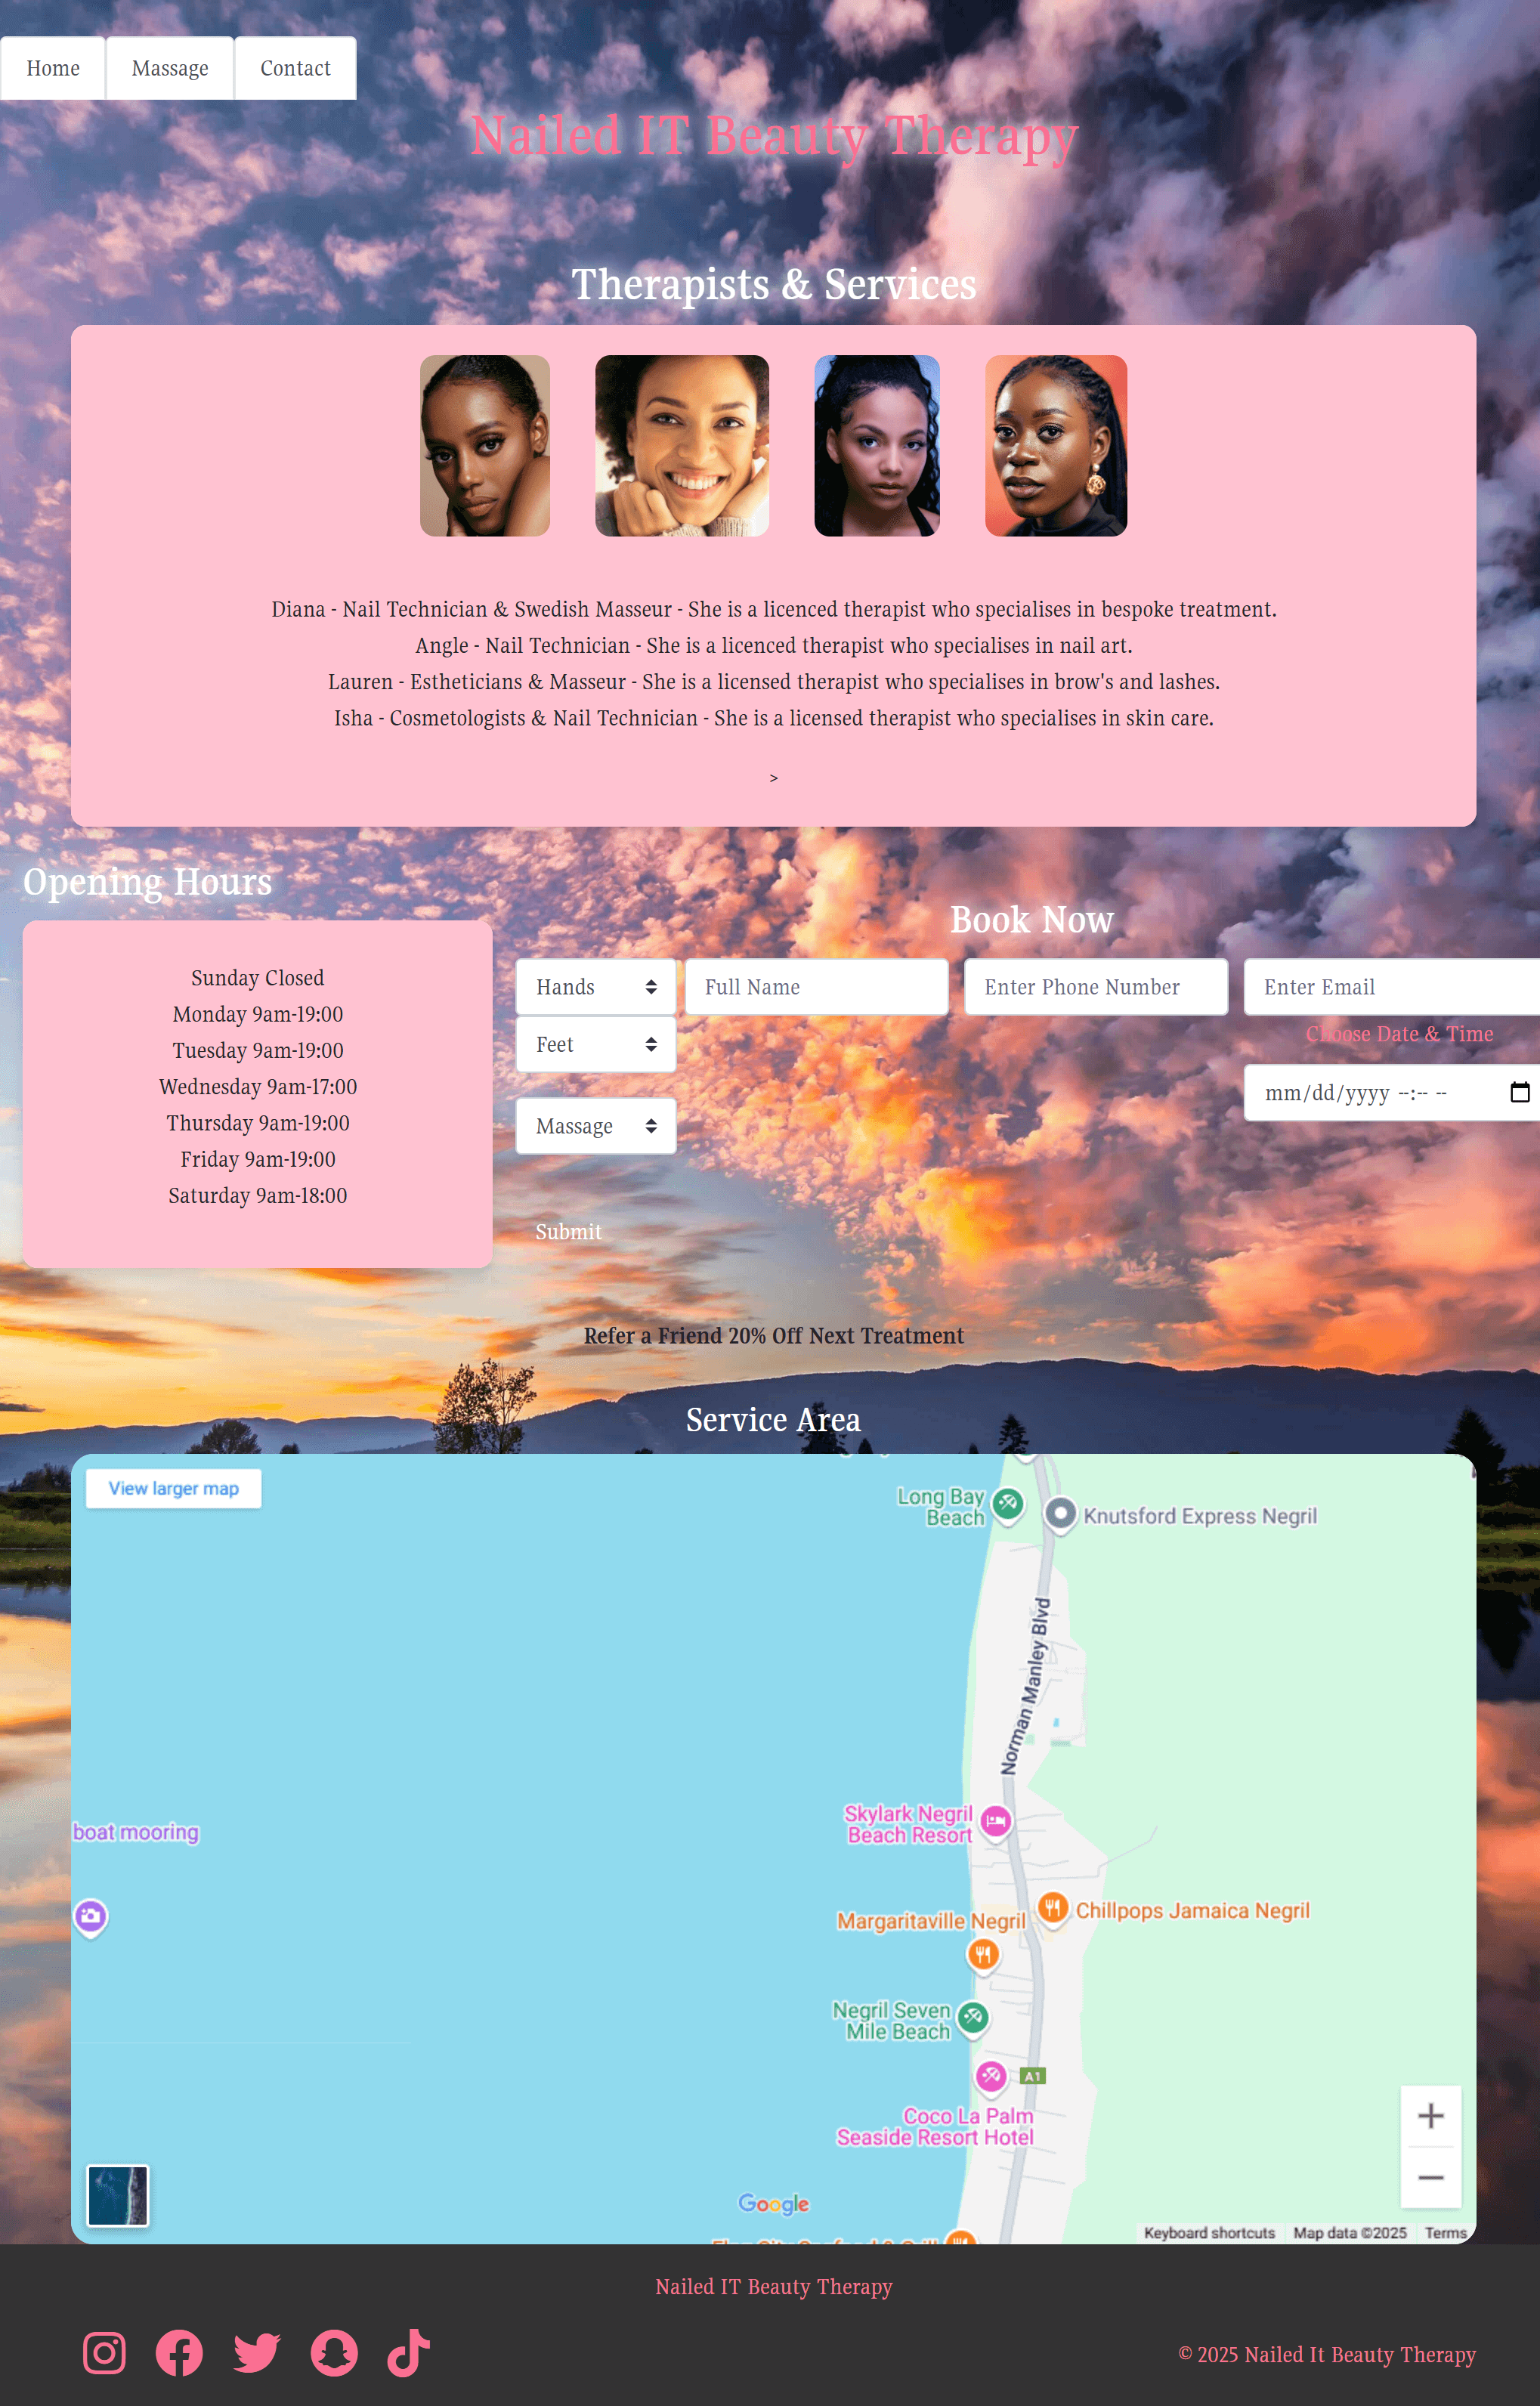 Home Massage Contact
Nailed IT Beauty Therapy
Therapists & Services
Diana - Nail Technician & Swedish Masseur - She is a licenced therapist who specialises in bespoke treatment.
Angle - Nail Technician - She is a licenced therapist who specialises in nail art.
Lauren - Estheticians & Masseur - She is a licensed therapist who specialises in brow's and lashes.
Isha - Cosmetologists & Nail Technician - She is a licensed therapist who specialises in skin care.
>
Opening Hours
Sunday Closed
Monday 9am-19:00
Tuesday 9am-19:00
Wednesday 9am-17:00
Thursday 9am-19:00
Friday 9am-19:00
Saturday 9am-18:00
Book Now
Hands Full Name Enter Phone Number Enter Email
Choose Date & Time
Feet
mm/dd/yyyy --:-- --
Massage
Submit
Refer a Friend 20% Off Next Treatment
Service Area
View larger map
Long Bay
Beach
Knutsford Express Negril
Norman Manley Blvd
Skylark Negril
Beach Resort
boat mooring
Chillpops Jamaica Negril
Margaritaville Negril
Negril Seven
Mile Beach
A1
Coco La Palm
Seaside Resort Hotel
Google
Keyboard shortcuts Map data ©2025 Terms
Nailed IT Beauty Therapy
© 2025 Nailed It Beauty Therapy